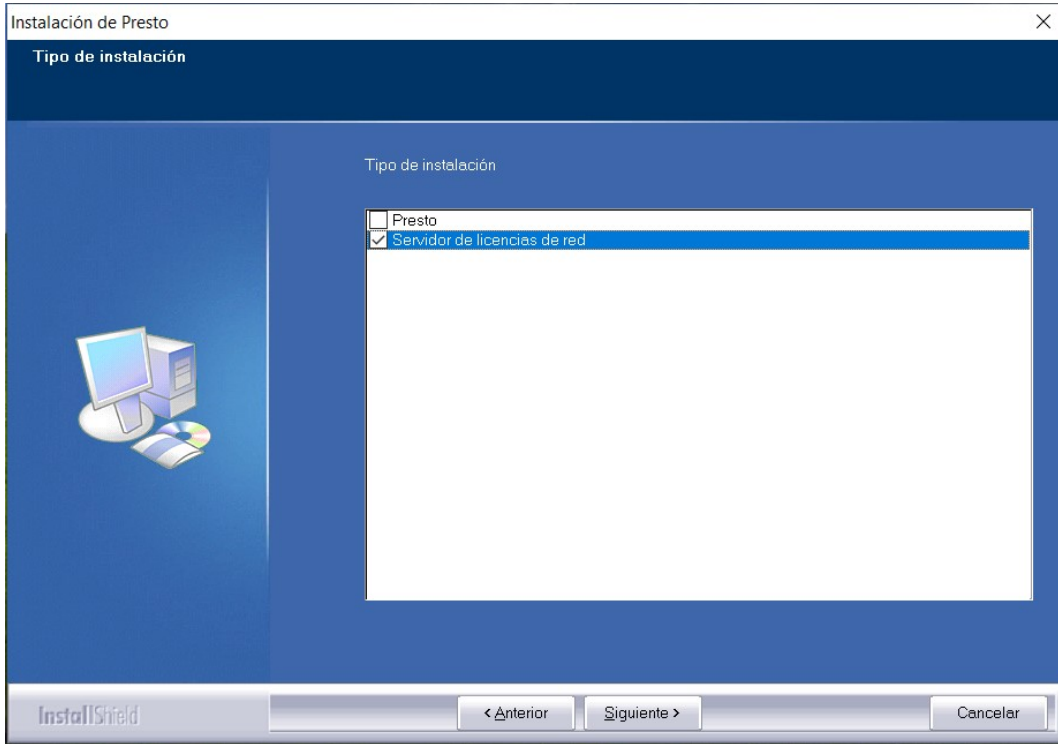 Instalación de Presto
Tipo de instalación
Tipo de instalación
Presto
Servidor de licencias de red
InstallShield
< Anterior
Siguiente >
Cancelar